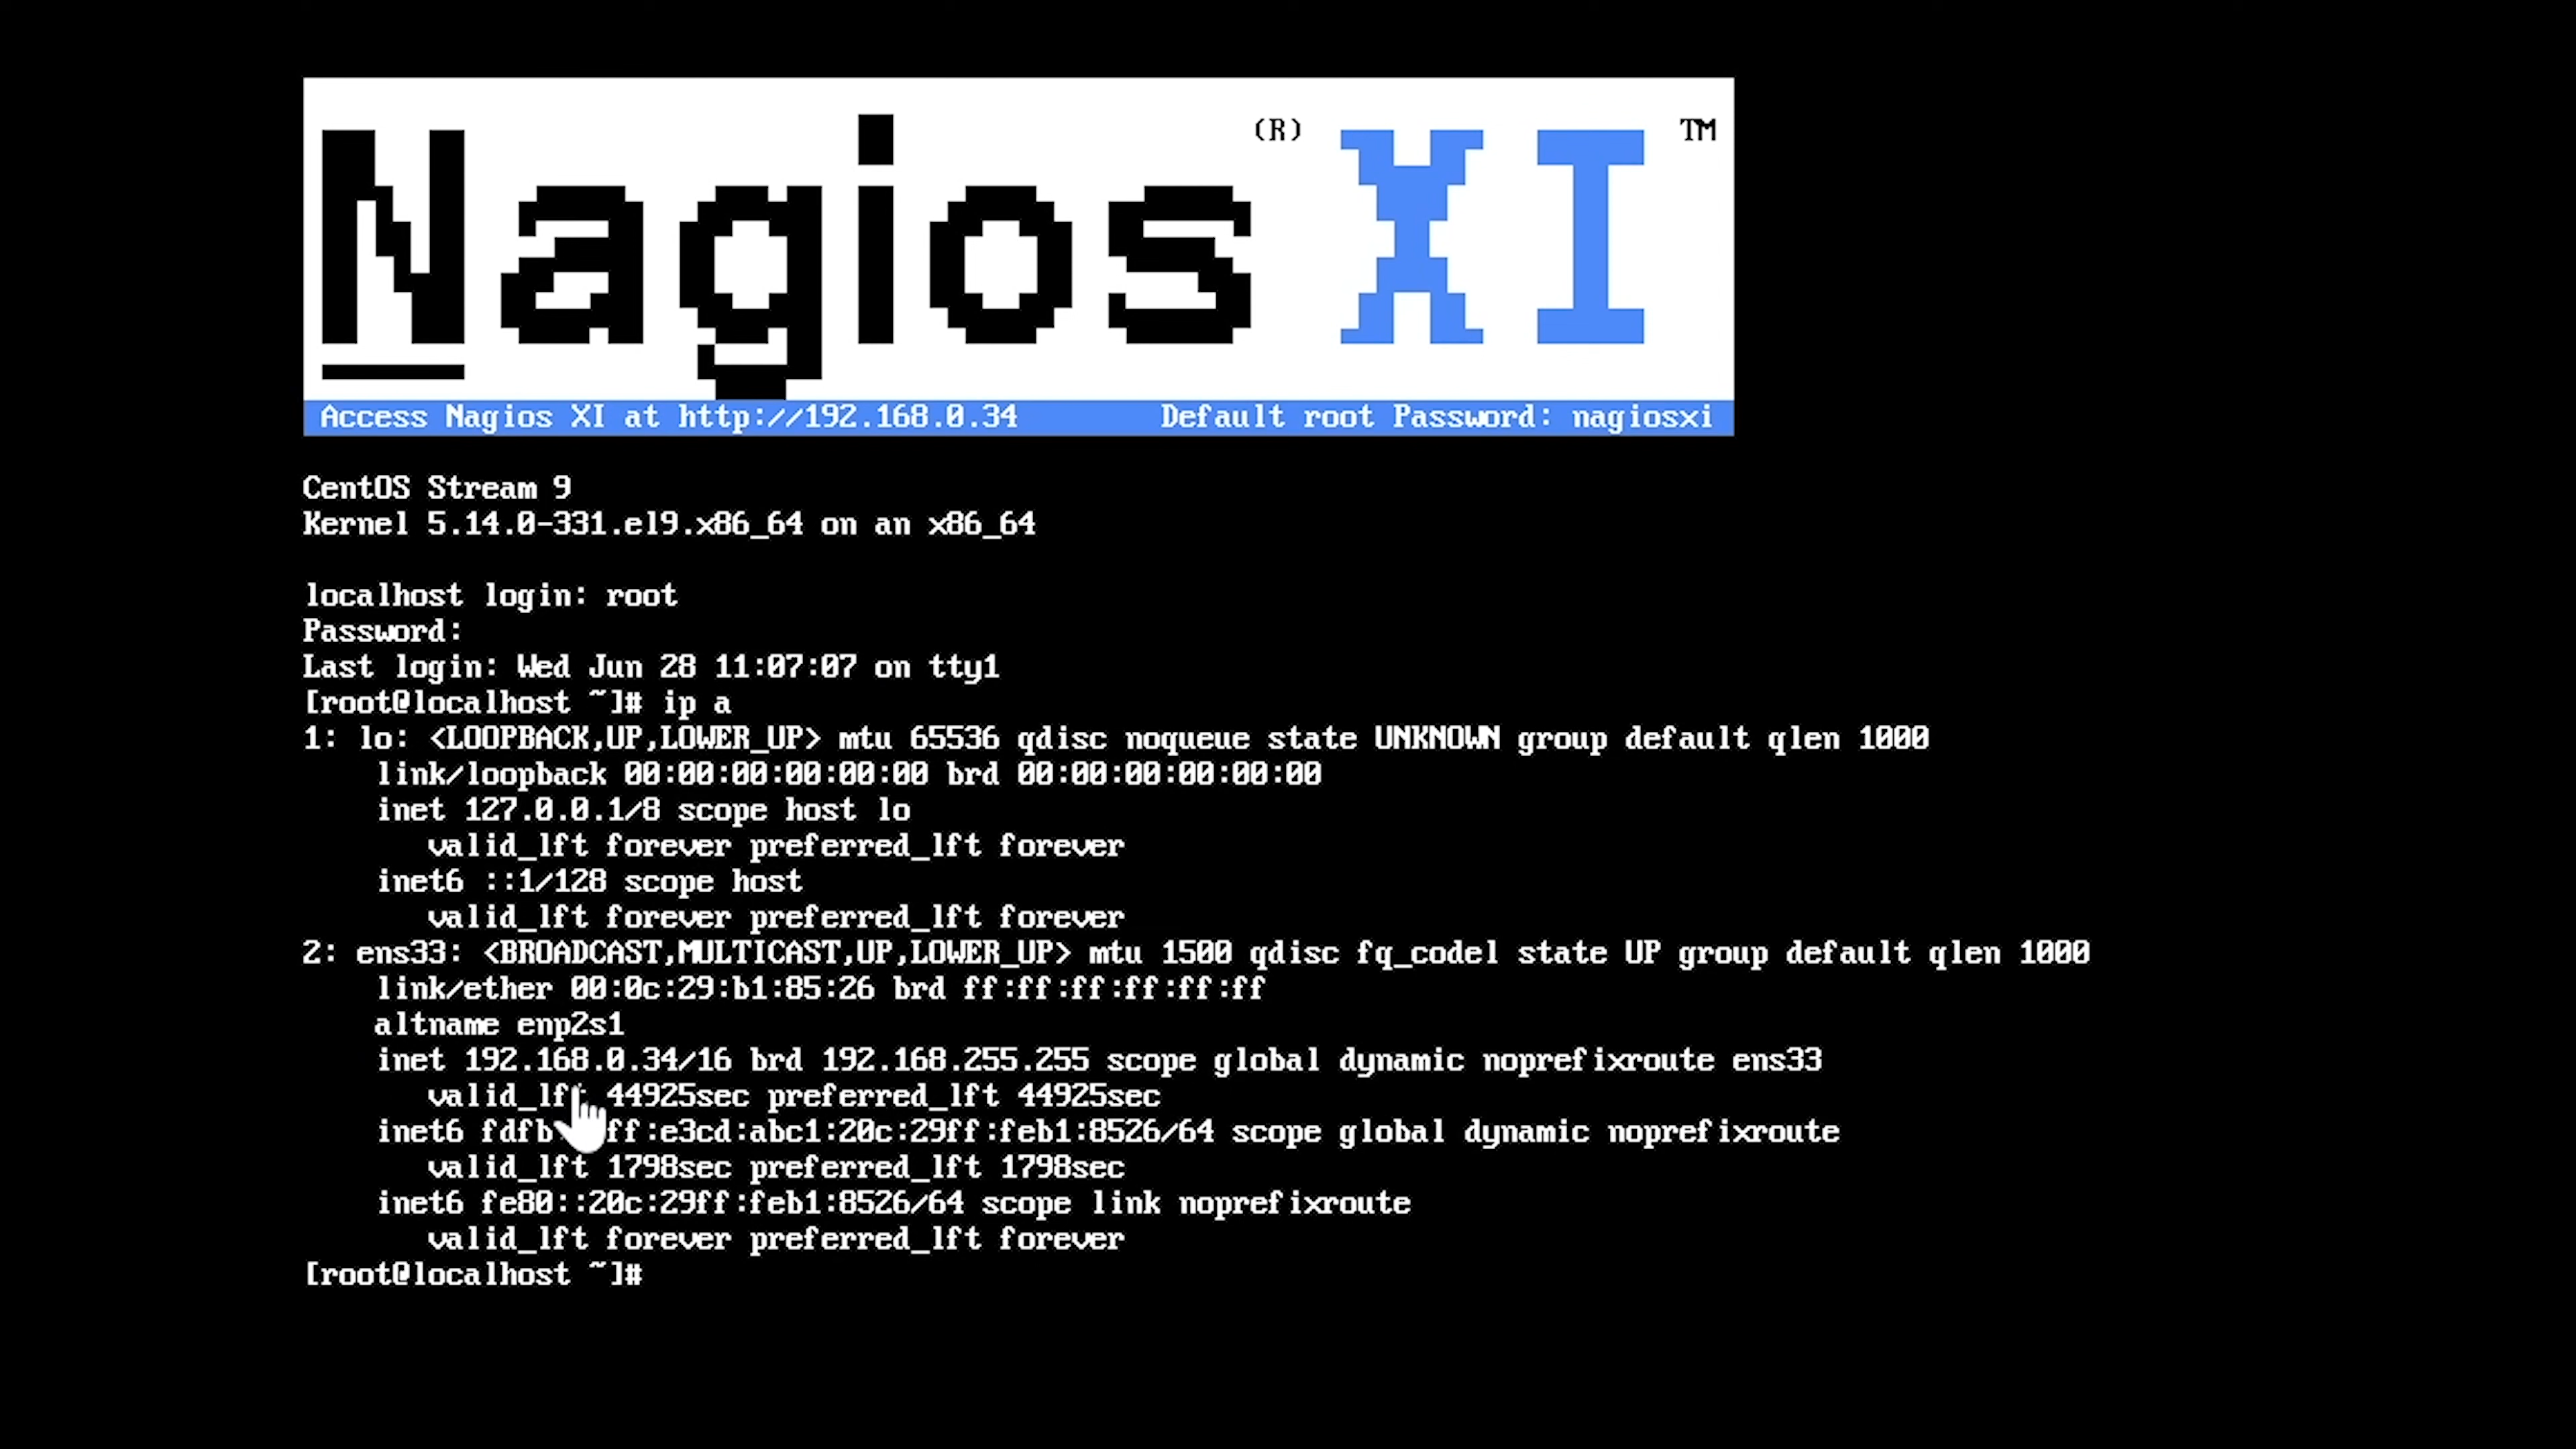 Nagios (R) XI ™
Access Nagios XI at http://192.168.0.34 Default root Password: nagiosxi
CentOS Stream 9
Kernel 5.14.0-331.el9.x86_64 on an x86_64
localhost login: root
Password:
Last login: Wed Jun 28 11:07:07 on tty1
[root@localhost ~]# ip a
1: lo: <LOOPBACK,UP,LOWER_UP> mtu 65536 qdisc noqueue state UNKNOWN group default qlen 1000
link/loopback 00:00:00:00:00:00 brd 00:00:00:00:00:00
inet 127.0.0.1/8 scope host lo
valid_lft forever preferred_lft forever
inet6 ::1/128 scope host
valid_lft forever preferred_lft forever
2: ens33: <BROADCAST,MULTICAST,UP,LOWER_UP> mtu 1500 qdisc fq_codel state UP group default qlen 1000
link/ether 00:0c:29:b1:85:26 brd ff:ff:ff:ff:ff:ff
altname enp2s1
inet 192.168.0.34/16 brd 192.168.255.255 scope global dynamic noprefixroute ens33
valid_lft 44925sec preferred_lft 44925sec
inet6 scope global dynamic noprefixroute
valid_lft 1798sec preferred_lft 1798sec
inet6 fe80::20c:29ff:feb1:8526/64 scope link noprefixroute
valid_lft forever preferred_lft forever
[root@localhost ~]#